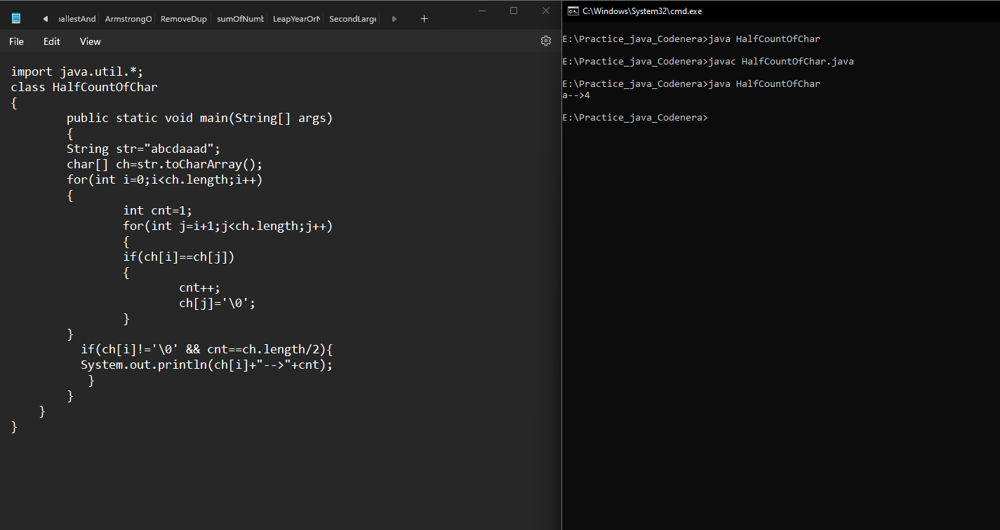 allestAnd ArmstrongO RemoveDup sumOfNumb LeapYearOrN SecondLarge
File Edit View
import java.util.*;
class HalfCountOfChar
{
public static void main(String[] args)
{
String str="abcdaaad";
char[] ch=str.toCharArray();
for(int i=0;i<ch.length;i++)
{
int cnt=1;
for(int j=i+1;j<ch.length;j++)
{
if(ch[i]==ch[j])
{
cnt++;
ch[j]='\0';
}
}
if(ch[i]!='\0' && cnt==ch.length/2){
System.out.println(ch[i]+"-->"+cnt);
}
}
}
}
C:\Windows\System32\cmd.exe
E:\Practice_java_Codenera>java HalfCountOfChar
E:\Practice_java_Codenera>javac HalfCountOfChar.java
E:\Practice_java_Codenera>java HalfCountOfChar
a-->4
E:\Practice_java_Codenera>